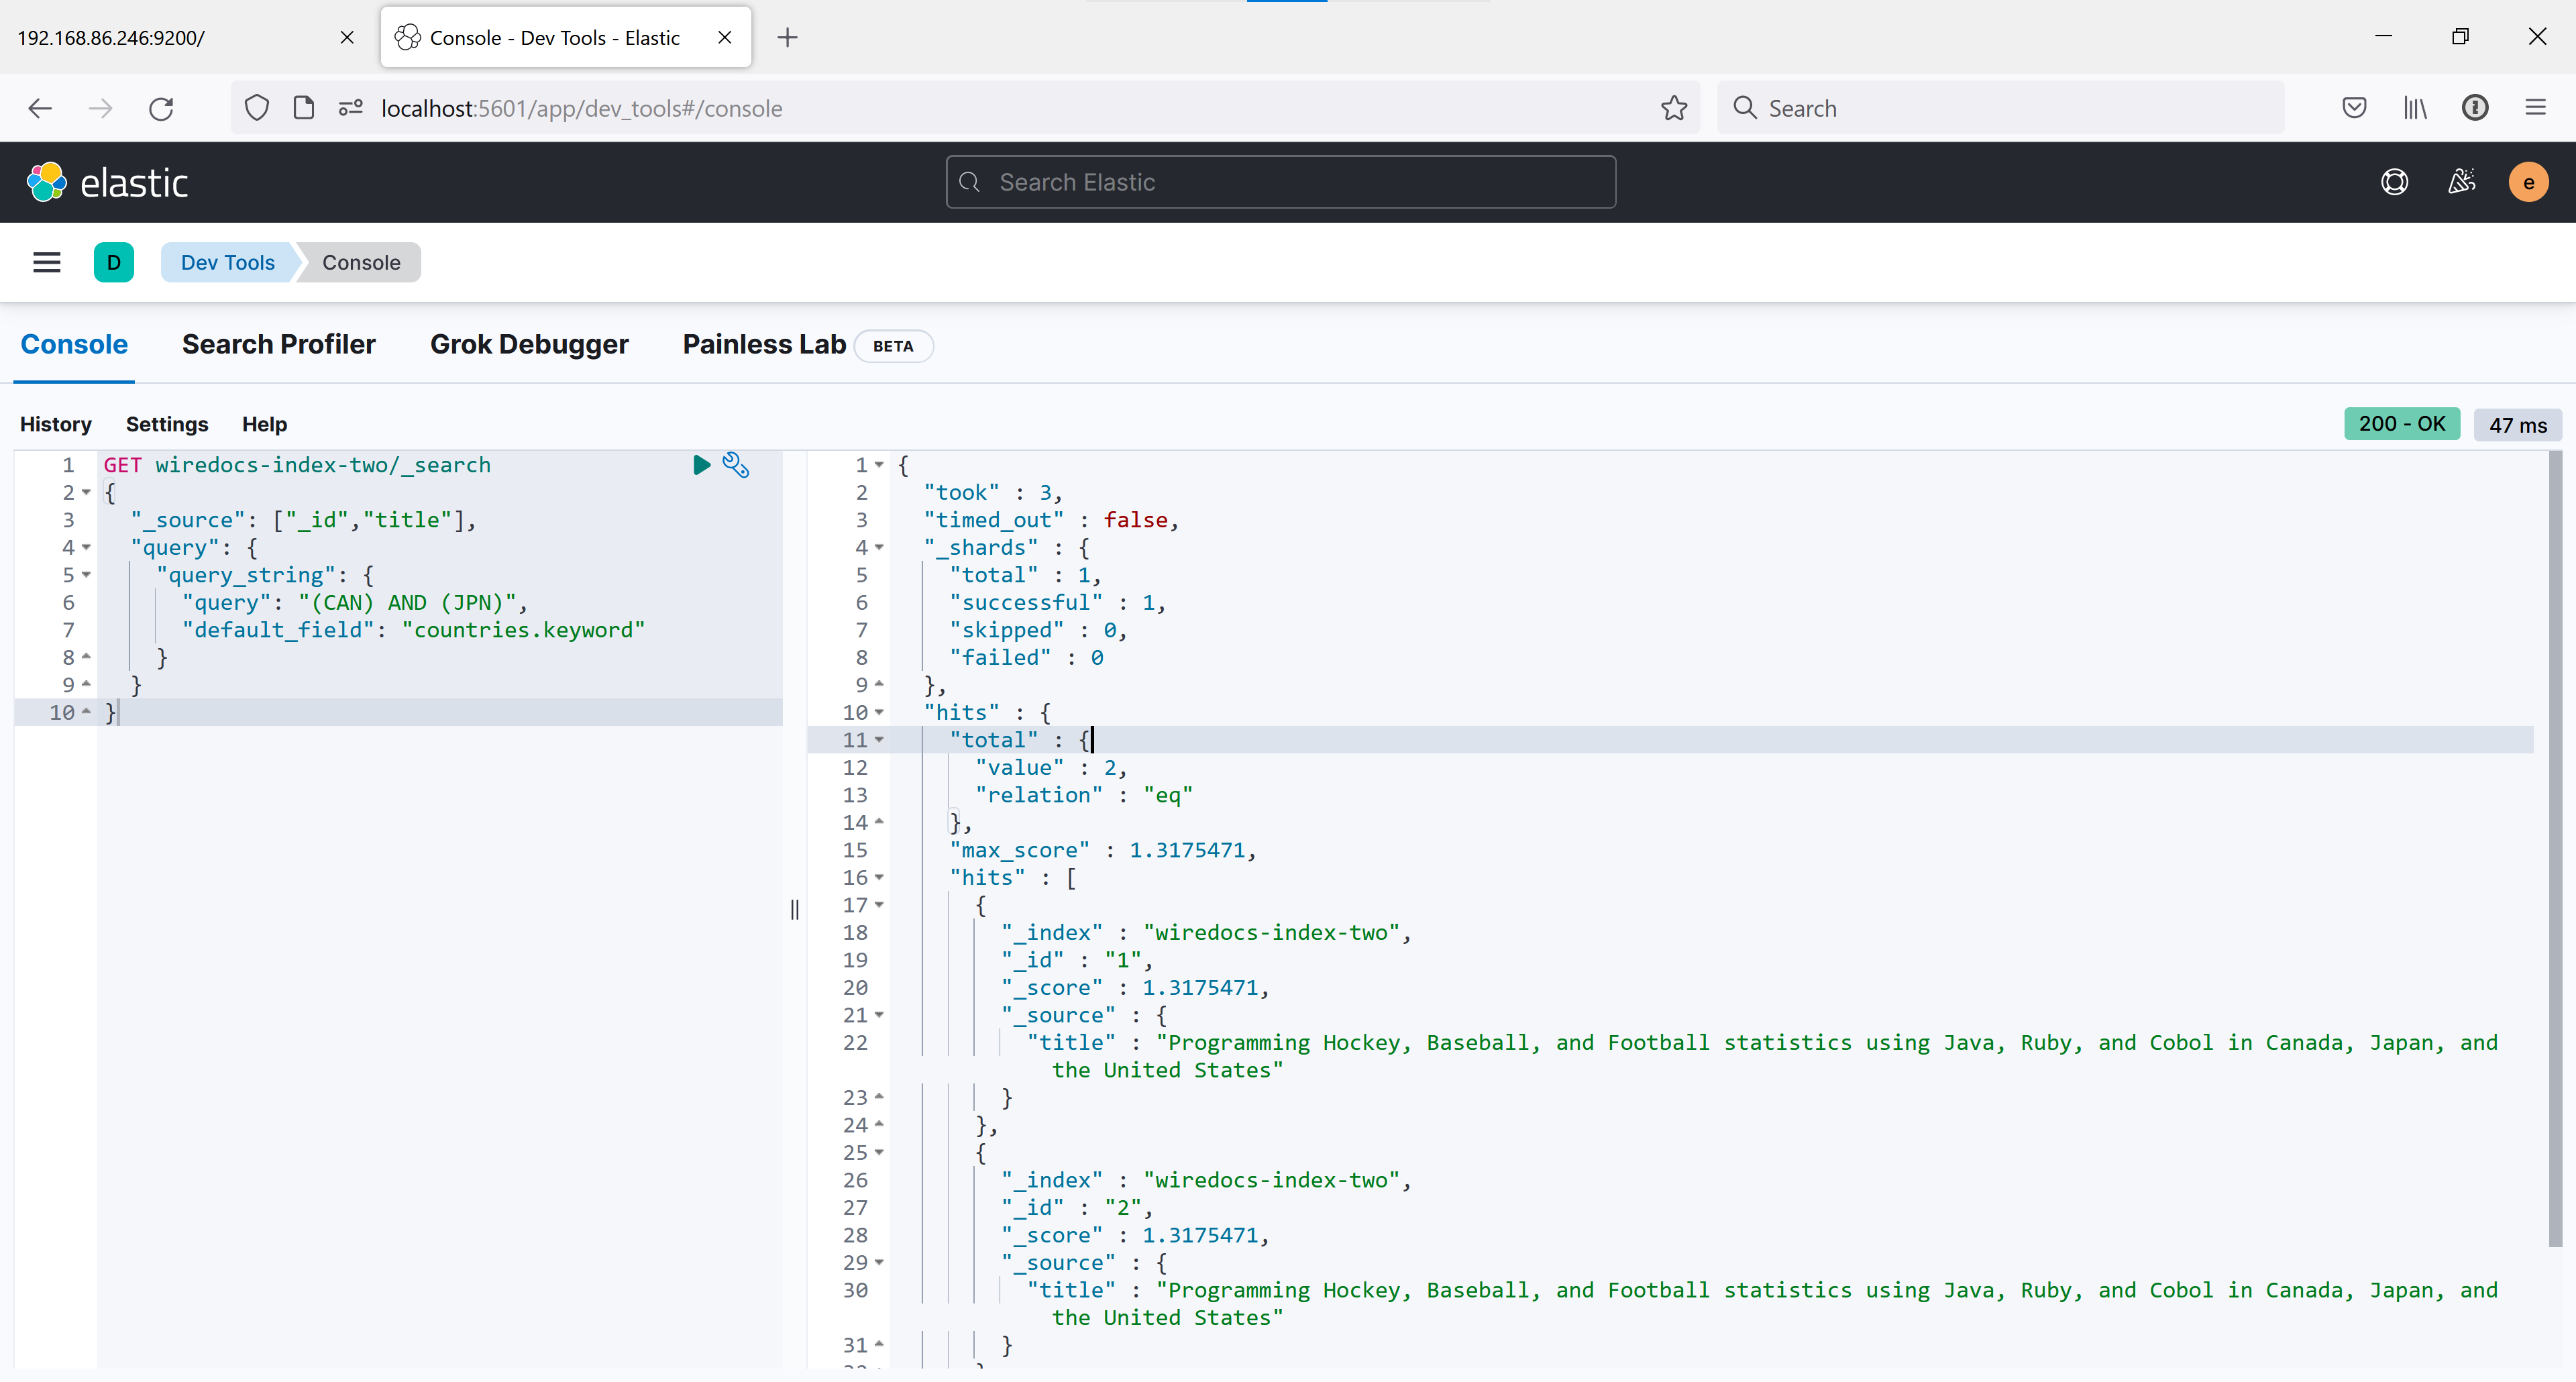 192.168.86.246:9200/
Console - Dev Tools - Elastic
localhost:5601/app/dev_tools#/console
Search
elastic
Search Elastic
e
D
Dev Tools
Console
Console
Search Profiler
Grok Debugger
Painless Lab
BETA
History
Settings
Help
200 - OK
47 ms
1 GET wiredocs-index-two/_search
2 {
3 "_source": ["_id","title"],
4 "query": {
5 "query_string": {
6 "query": "(CAN) AND (JPN)",
7 "default_field": "countries.keyword"
8 }
9 }
10 }
1 {
2 "took" : 3,
3 "timed_out" : false,
4 "_shards" : {
5 "total" : 1,
6 "successful" : 1,
7 "skipped" : 0,
8 "failed" : 0
9 },
10 "hits" : {
11 "total" : {
12 "value" : 2,
13 "relation" : "eq"
14 },
15 "max_score" : 1.3175471,
16 "hits" : [
17 {
18 "_index" : "wiredocs-index-two",
19 "_id" : "1",
20 "_score" : 1.3175471,
21 "_source" : {
22 "title" : "Programming Hockey, Baseball, and Football statistics using Java, Ruby, and Cobol in Canada, Japan, and
the United States"
23 }
24 },
25 {
26 "_index" : "wiredocs-index-two",
27 "_id" : "2",
28 "_score" : 1.3175471,
29 "_source" : {
30 "title" : "Programming Hockey, Baseball, and Football statistics using Java, Ruby, and Cobol in Canada, Japan, and
the United States"
31 }